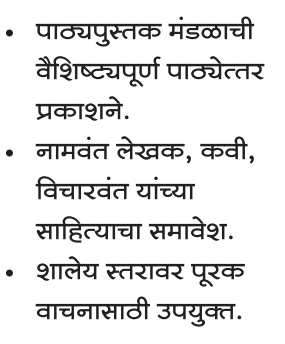 • पाठ्यपुस्तक मंडळाची
वैशिष्ट्यपूर्ण पाठ्येत्तर
प्रकाशने.
• नामवंत लेखक, कवी,
विचारवंत यांच्या
साहित्याचा समावेश.
• शालेय स्तरावर पूरक
वाचनासाठी उपयुक्त.